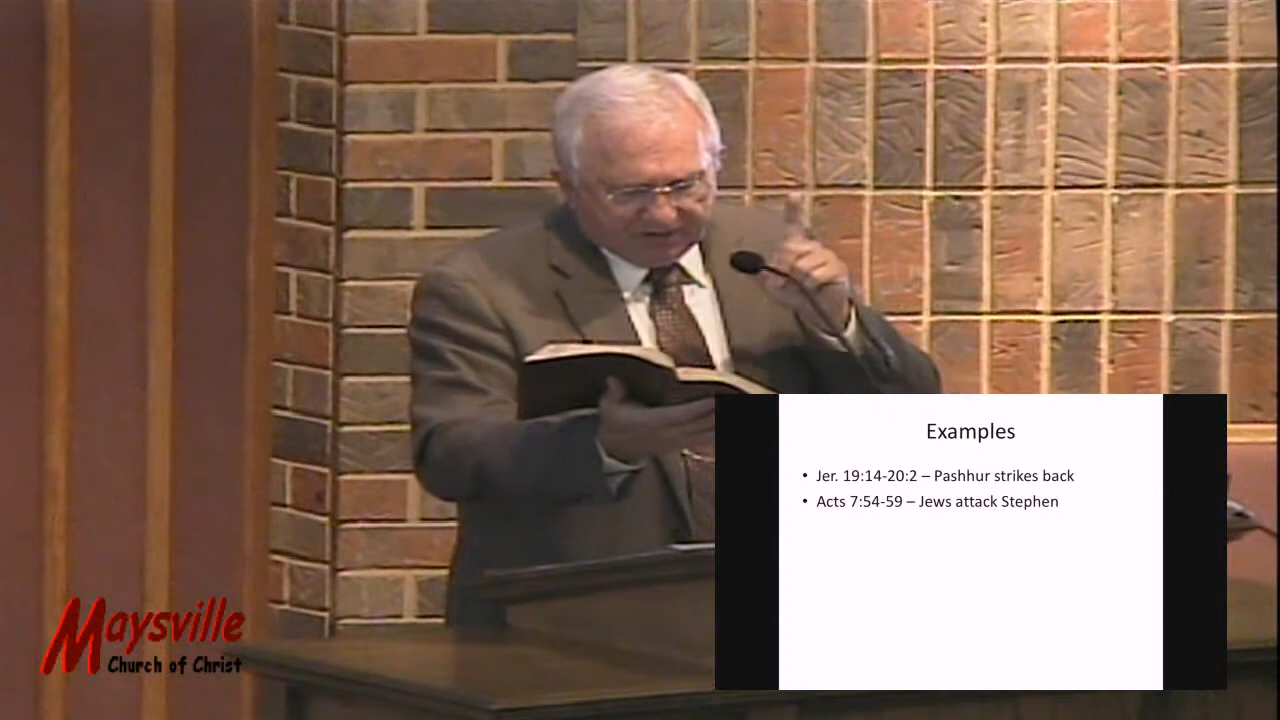 Examples
• Jer. 19:14-20:2 – Pashhur strikes back
• Acts 7:54-59 – Jews attack Stephen
Maysville
Church of Christ